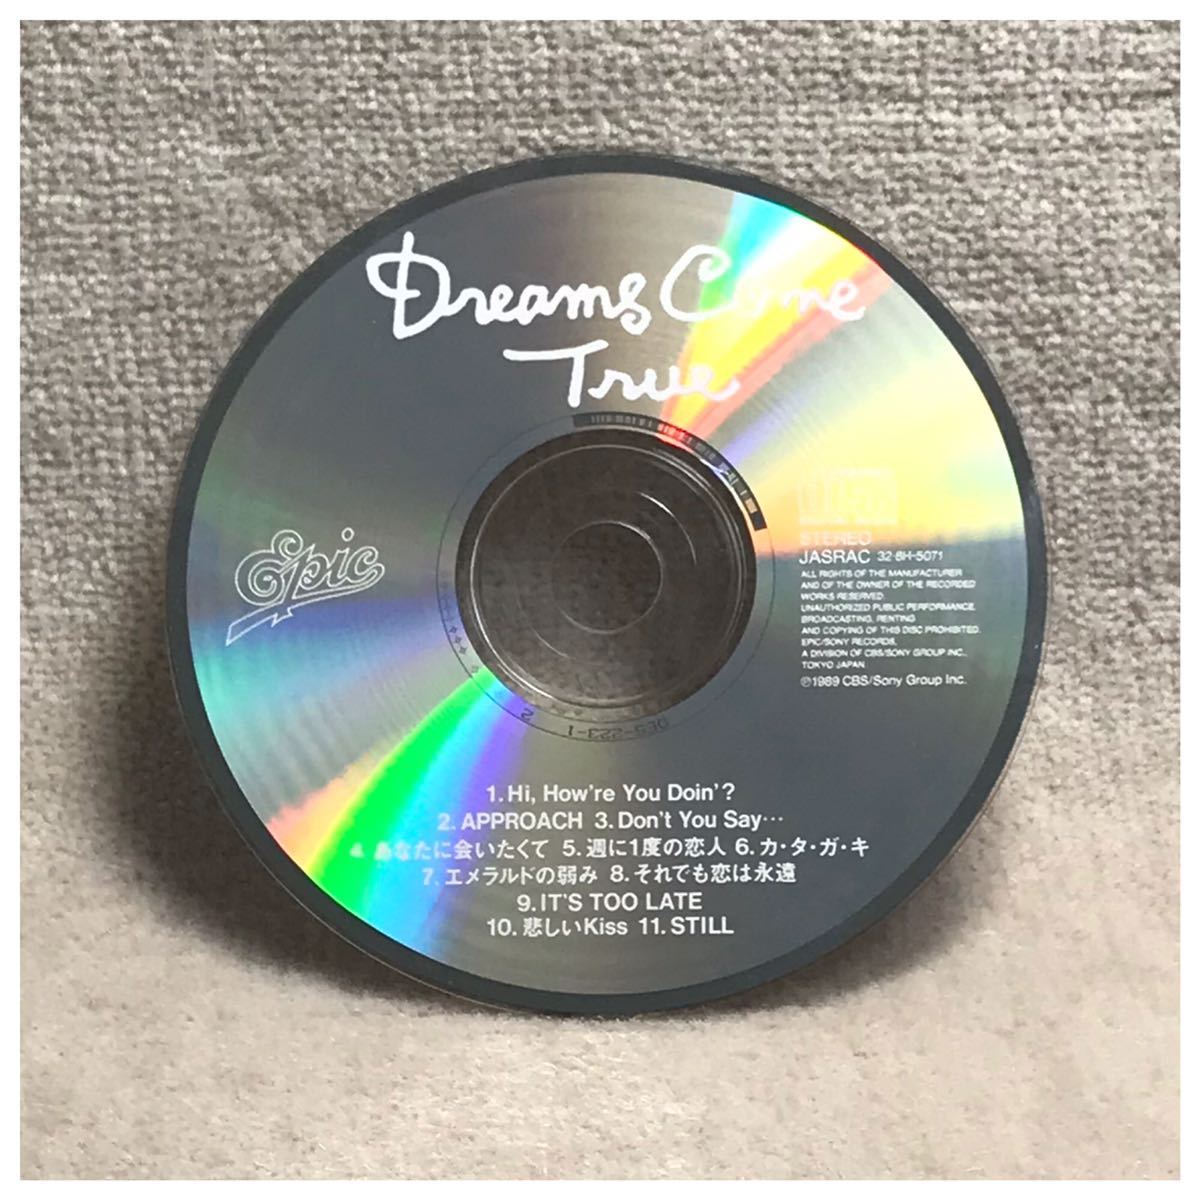 Dreams Come
True
Epic
STEREO
JASRAC 32·8H-5071
ALL RIGHTS OF THE MANUFACTURER
AND OF THE OWNER OF THE RECORDED
WORKS RESERVED.
UNAUTHORIZED PUBLIC PERFORMANCE,
BROADCASTING, RENTING
AND COPYING OF THIS DISC PROHIBITED.
EPIC/SONY RECORDS,
A DIVISION OF CBS/SONY GROUP INC.,
TOKYO JAPAN
℗1989 CBS/Sony Group Inc.
1. Hi, How're You Doin'?
2. APPROACH 3. Don't You Say…
4. あなたに会いたくて 5. 週に1度の恋人 6. カ・タ・ガ・キ
7. エメラルドの弱み 8. それでも恋は永遠
9. IT'S TOO LATE
10. 悲しいKiss 11. STILL